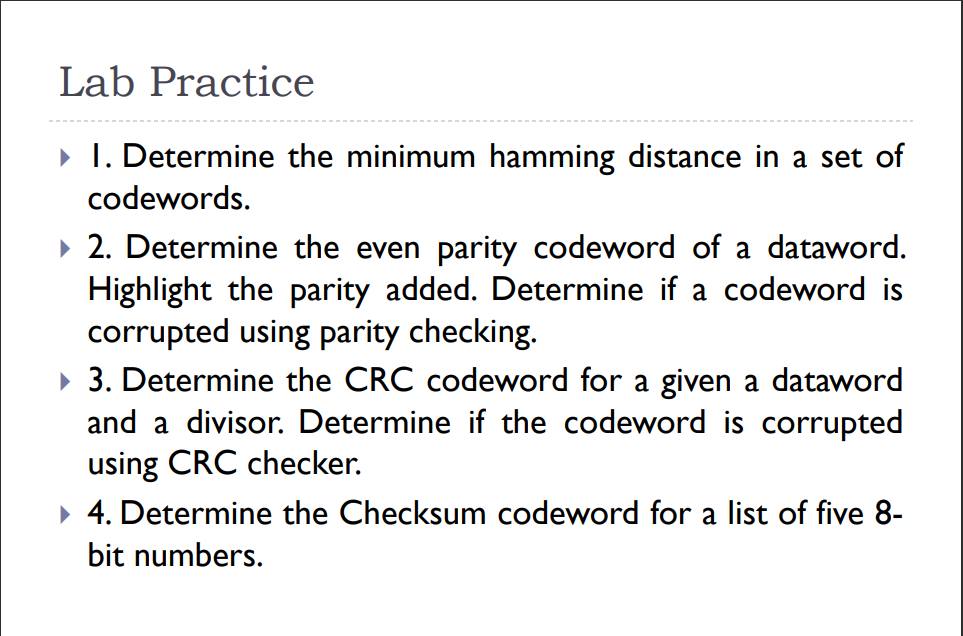 Lab Practice
1. Determine the minimum hamming distance in a set of
codewords.
2. Determine the even parity codeword of a dataword.
Highlight the parity added. Determine if a codeword is
corrupted using parity checking.
3. Determine the CRC codeword for a given a dataword
and a divisor. Determine if the codeword is corrupted
using CRC checker.
4. Determine the Checksum codeword for a list of five 8-
bit numbers.